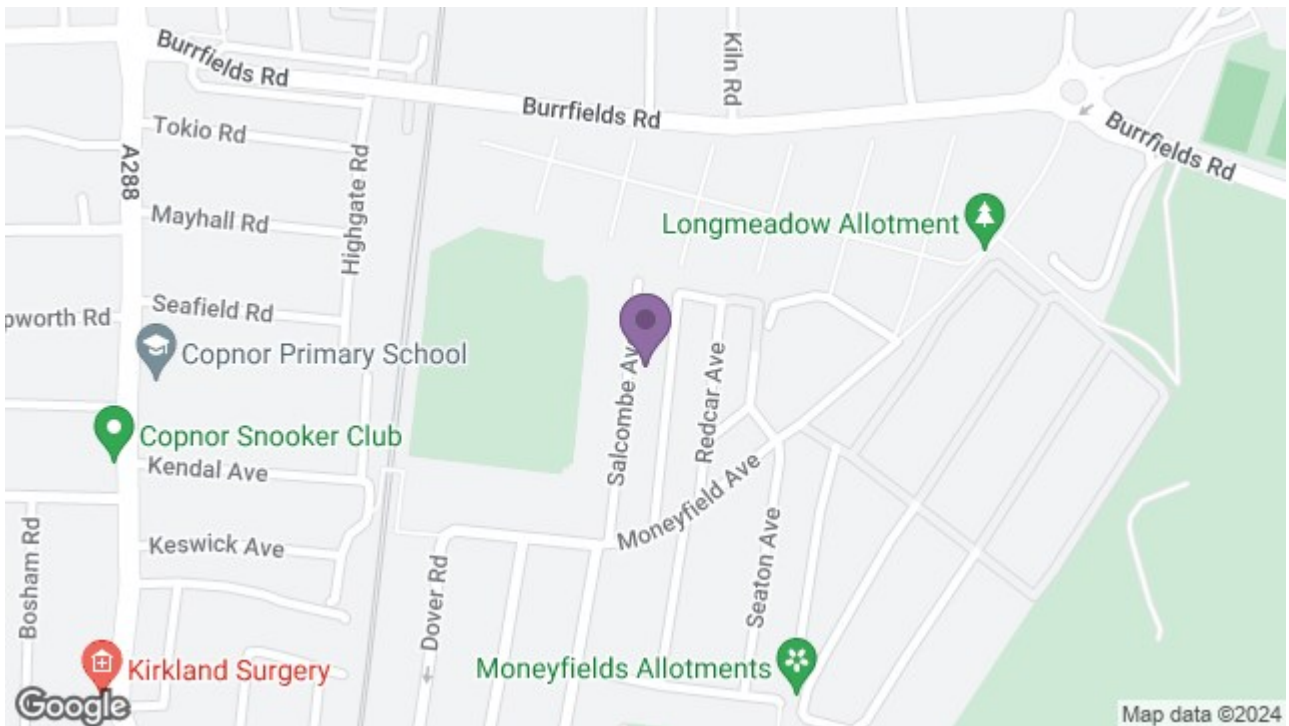 Burrfields Rd
Kiln Rd
Burrfields Rd
Burrfields Rd
Tokio Rd
A288
Highgate Rd
Mayhall Rd
Longmeadow Allotment
Seafield Rd
pworth Rd
Copnor Primary School
Salcombe Av
Redcar Ave
Copnor Snooker Club
Kendal Ave
Moneyfield Ave
Keswick Ave
Bosham Rd
Dover Rd
Seaton Ave
Kirkland Surgery
Moneyfields Allotments
Google
Map data ©2024